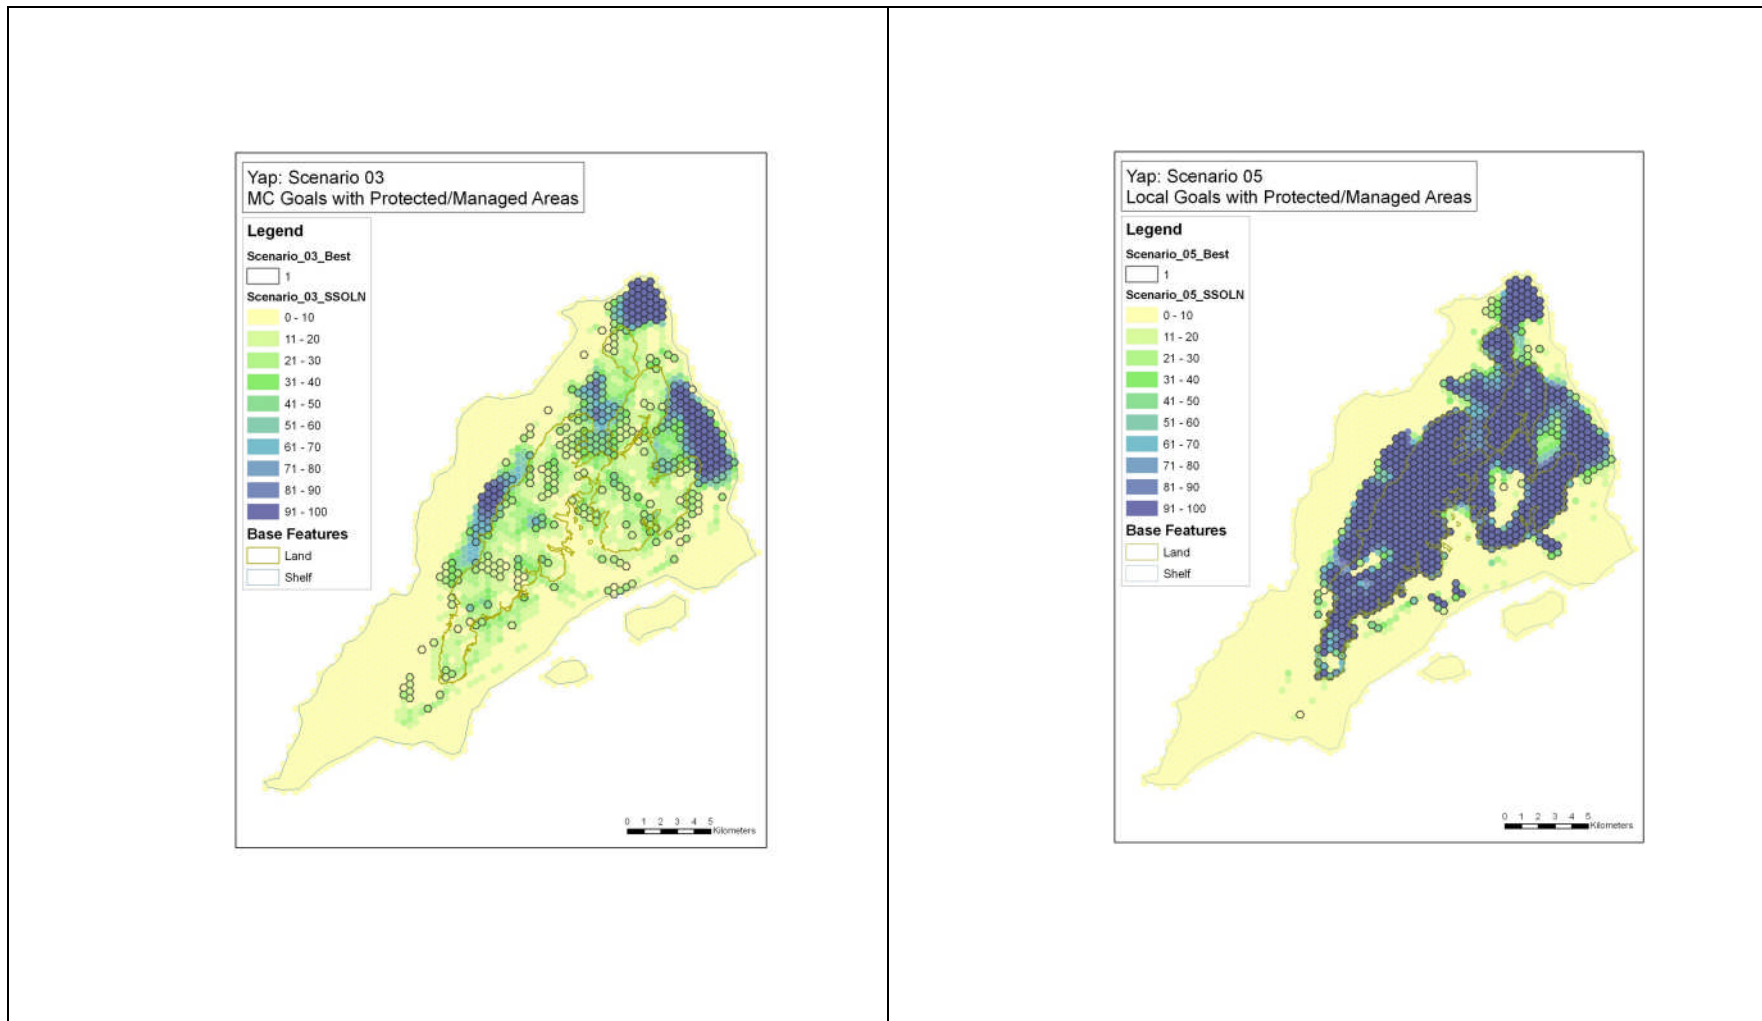 Yap: Scenario 03
MC Goals with Protected/Managed Areas
Legend
Scenario_03_Best
1
Scenario_03_SSOLN
0 - 10
11 - 20
21 - 30
31 - 40
41 - 50
51 - 60
61 - 70
71 - 80
81 - 90
91 - 100
Base Features
Land
Shelf
0 1 2 3 4 5
Kilometers
Yap: Scenario 05
Local Goals with Protected/Managed Areas
Legend
Scenario_05_Best
1
Scenario_05_SSOLN
0 - 10
11 - 20
21 - 30
31 - 40
41 - 50
51 - 60
61 - 70
71 - 80
81 - 90
91 - 100
Base Features
Land
Shelf
0 1 2 3 4 5
Kilometers